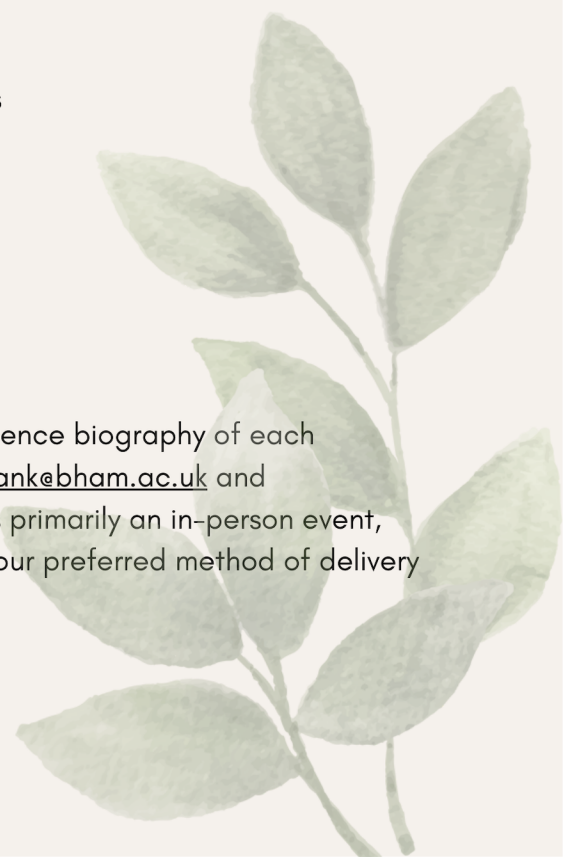 s
ence biography of each
ank@bham.ac.uk and
primarily an in-person event,
our preferred method of delivery